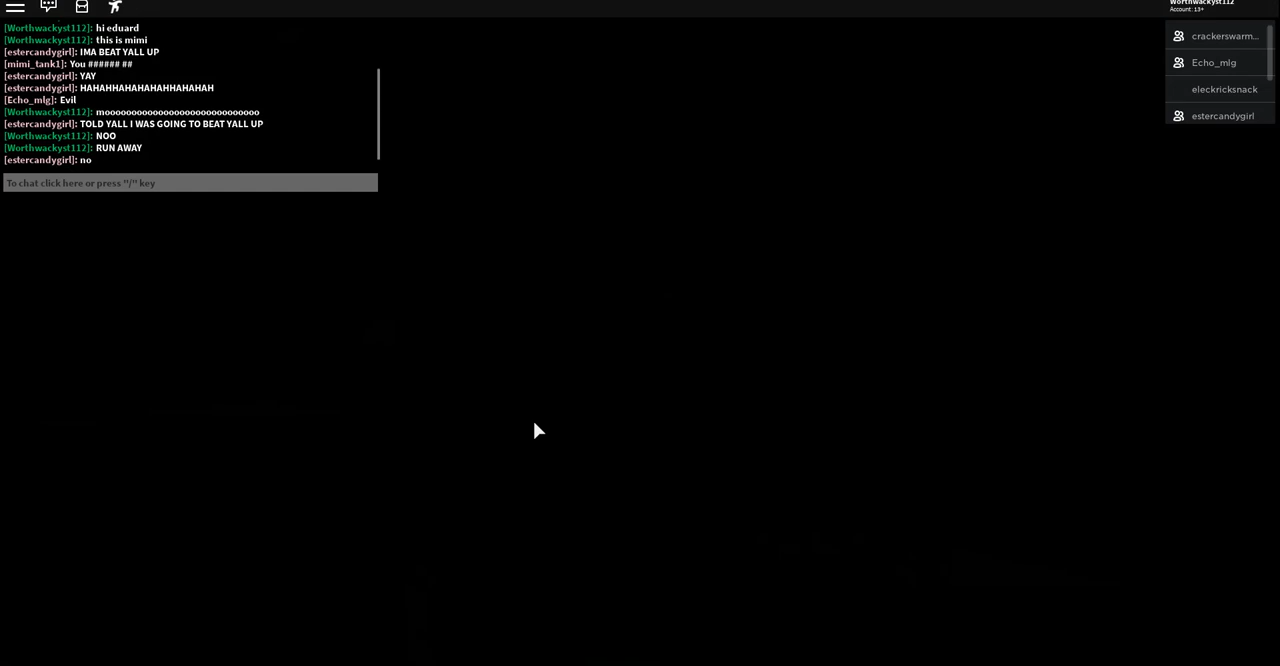 Worthwackyst112
Account: 13+
[Worthwackyst112]: hi eduard
[Worthwackyst112]: this is mimi
[estercandygirl]: IMA BEAT YALL UP
[mimi_tank1]: You ###### ##
[estercandygirl]: YAY
[estercandygirl]: HAHAHHAHAHAHAHHAHAHAH
[Echo_mlg]: Evil
[Worthwackyst112]: mooooooooooooooooooooooooooooo
[estercandygirl]: TOLD YALL I WAS GOING TO BEAT YALL UP
[Worthwackyst112]: NOO
[Worthwackyst112]: RUN AWAY
[estercandygirl]: no
To chat click here or press "/" key
crackerswarm...
Echo_mlg
eleckricksnack
estercandygirl